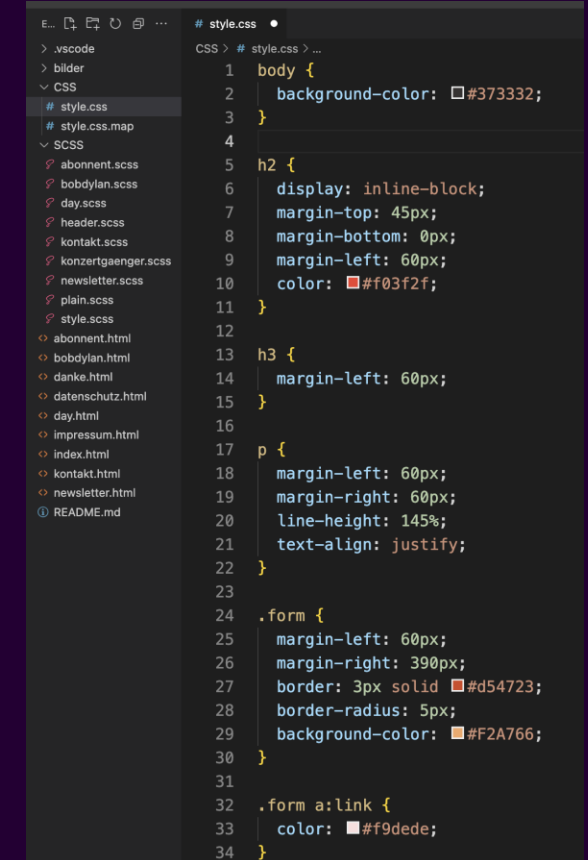 E...
.vscode
bilder
CSS
# style.css
# style.css.map
SCSS
abonnent.scss
bobdylan.scss
day.scss
header.scss
kontakt.scss
konzertgaenger.scss
newsletter.scss
plain.scss
style.scss
<> abonnent.html
<> bobdylan.html
<> danke.html
<> datenschutz.html
<> day.html
<> impressum.html
<> index.html
<> kontakt.html
<> newsletter.html
README.md
# style.css
CSS > # style.css > ...
1 body {
2 background-color: #373332;
3 }
4
5 h2 {
6 display: inline-block;
7 margin-top: 45px;
8 margin-bottom: 0px;
9 margin-left: 60px;
10 color: #f03f2f;
11 }
12
13 h3 {
14 margin-left: 60px;
15 }
16
17 p {
18 margin-left: 60px;
19 margin-right: 60px;
20 line-height: 145%;
21 text-align: justify;
22 }
23
24 .form {
25 margin-left: 60px;
26 margin-right: 390px;
27 border: 3px solid #d54723;
28 border-radius: 5px;
29 background-color: #F2A766;
30 }
31
32 .form a:link {
33 color: #f9dede;
34 }